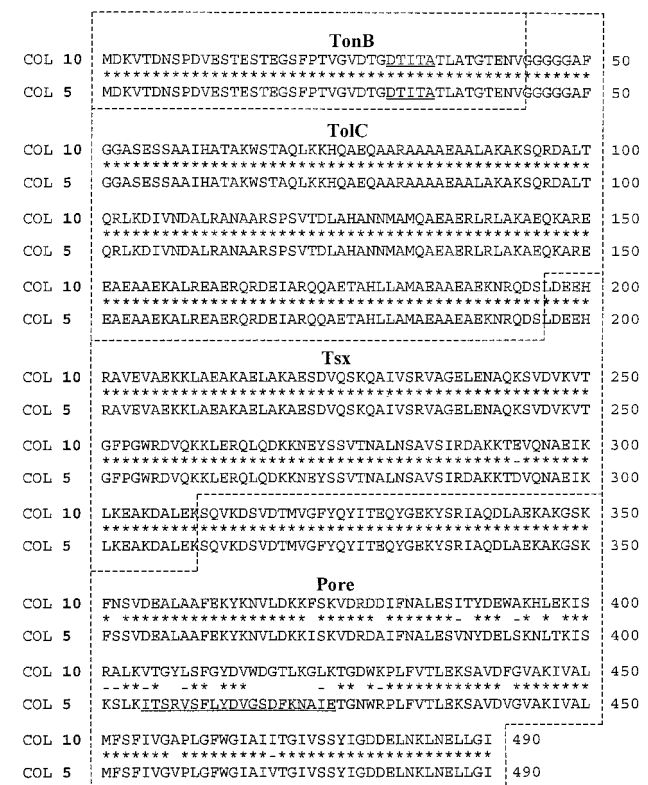 TonB
COL 10 MDKVTDNSPDVESTESTEGSFPTVGVDTGDTITATLATGTENVGGGGGAF 50
**************************************************
COL 5 MDKVTDNSPDVESTESTEGSFPTVGVDTGDTITATLATGTENVGGGGGAF 50
TolC
COL 10 GGASESSAAIHATAKWSTAQLKKHQAEQAARAAAAEAALAKAKSQRDALT 100
**************************************************
COL 5 GGASESSAAIHATAKWSTAQLKKHQAEQAARAAAAEAALAKAKSQRDALT 100
COL 10 QRLKDIVNDALRANAARSPSVTDLAHANNMAMQAEAERLRLAKAEQKARE 150
**************************************************
COL 5 QRLKDIVNDALRANAARSPSVTDLAHANNMAMQAEAERLRLAKAEQKARE 150
COL 10 EAEAAEKALREAERQRDEIARQQAETAHLLAMAEAAEAEKNRQDSLDEEH 200
**************************************************
COL 5 EAEAAEKALREAERQRDEIARQQAETAHLLAMAEAAEAEKNRQDSLDEEH 200
Tsx
COL 10 RAVEVAEKKLAEAKAELAKAESDVQSKQAIVSRVAGELENAQKSVDVKVT 250
**************************************************
COL 5 RAVEVAEKKLAEAKAELAKAESDVQSKQAIVSRVAGELENAQKSVDVKVT 250
COL 10 GFPGWRDVQKKLERQLQDKKNEYSSVTNALNSAVSIRDAKKTEVQNAEIK 300
******************************************-*******
COL 5 GFPGWRDVQKKLERQLQDKKNEYSSVTNALNSAVSIRDAKKTDVQNAEIK 300
COL 10 LKEAKDALEKSQVKDSVDTMVGFYQYITEQYGEKYSRIAQDLAEKAKGSK 350
**************************************************
COL 5 LKEAKDALEKSQVKDSVDTMVGFYQYITEQYGEKYSRIAQDLAEKAKGSK 350
Pore
COL 10 FNSVDEALAAFEKYKNVLDKKFSKVDRDDIFNALESITYDEWAKHLEKIS 400
* ******************* ****** *******- *** -* * ***
COL 5 FSSVDEALAAFEKYKNVLDKKISKVDRDAIFNALESVNYDELSKNLTKIS 400
COL 10 RALKVTGYLSFGYDVWDGTLKGLKTGDWKPLFVTLEKSAVDFGVAKIVAL 450
--**-*  -** ***      -  **-*-************ ********
COL 5 KSLKITSRVSFLYDVGSDFKNAIETGNWRPLFVTLEKSAVDVGVAKIVAL 450
COL 10 MFSFIVGAPLGFWGIAIITGIVSSYIGDDELNKLNELLGI 490
******* *********-**********************
COL 5 MFSFIVGVPLGFWGIAIVTGIVSSYIGDDELNKLNELLGI 490